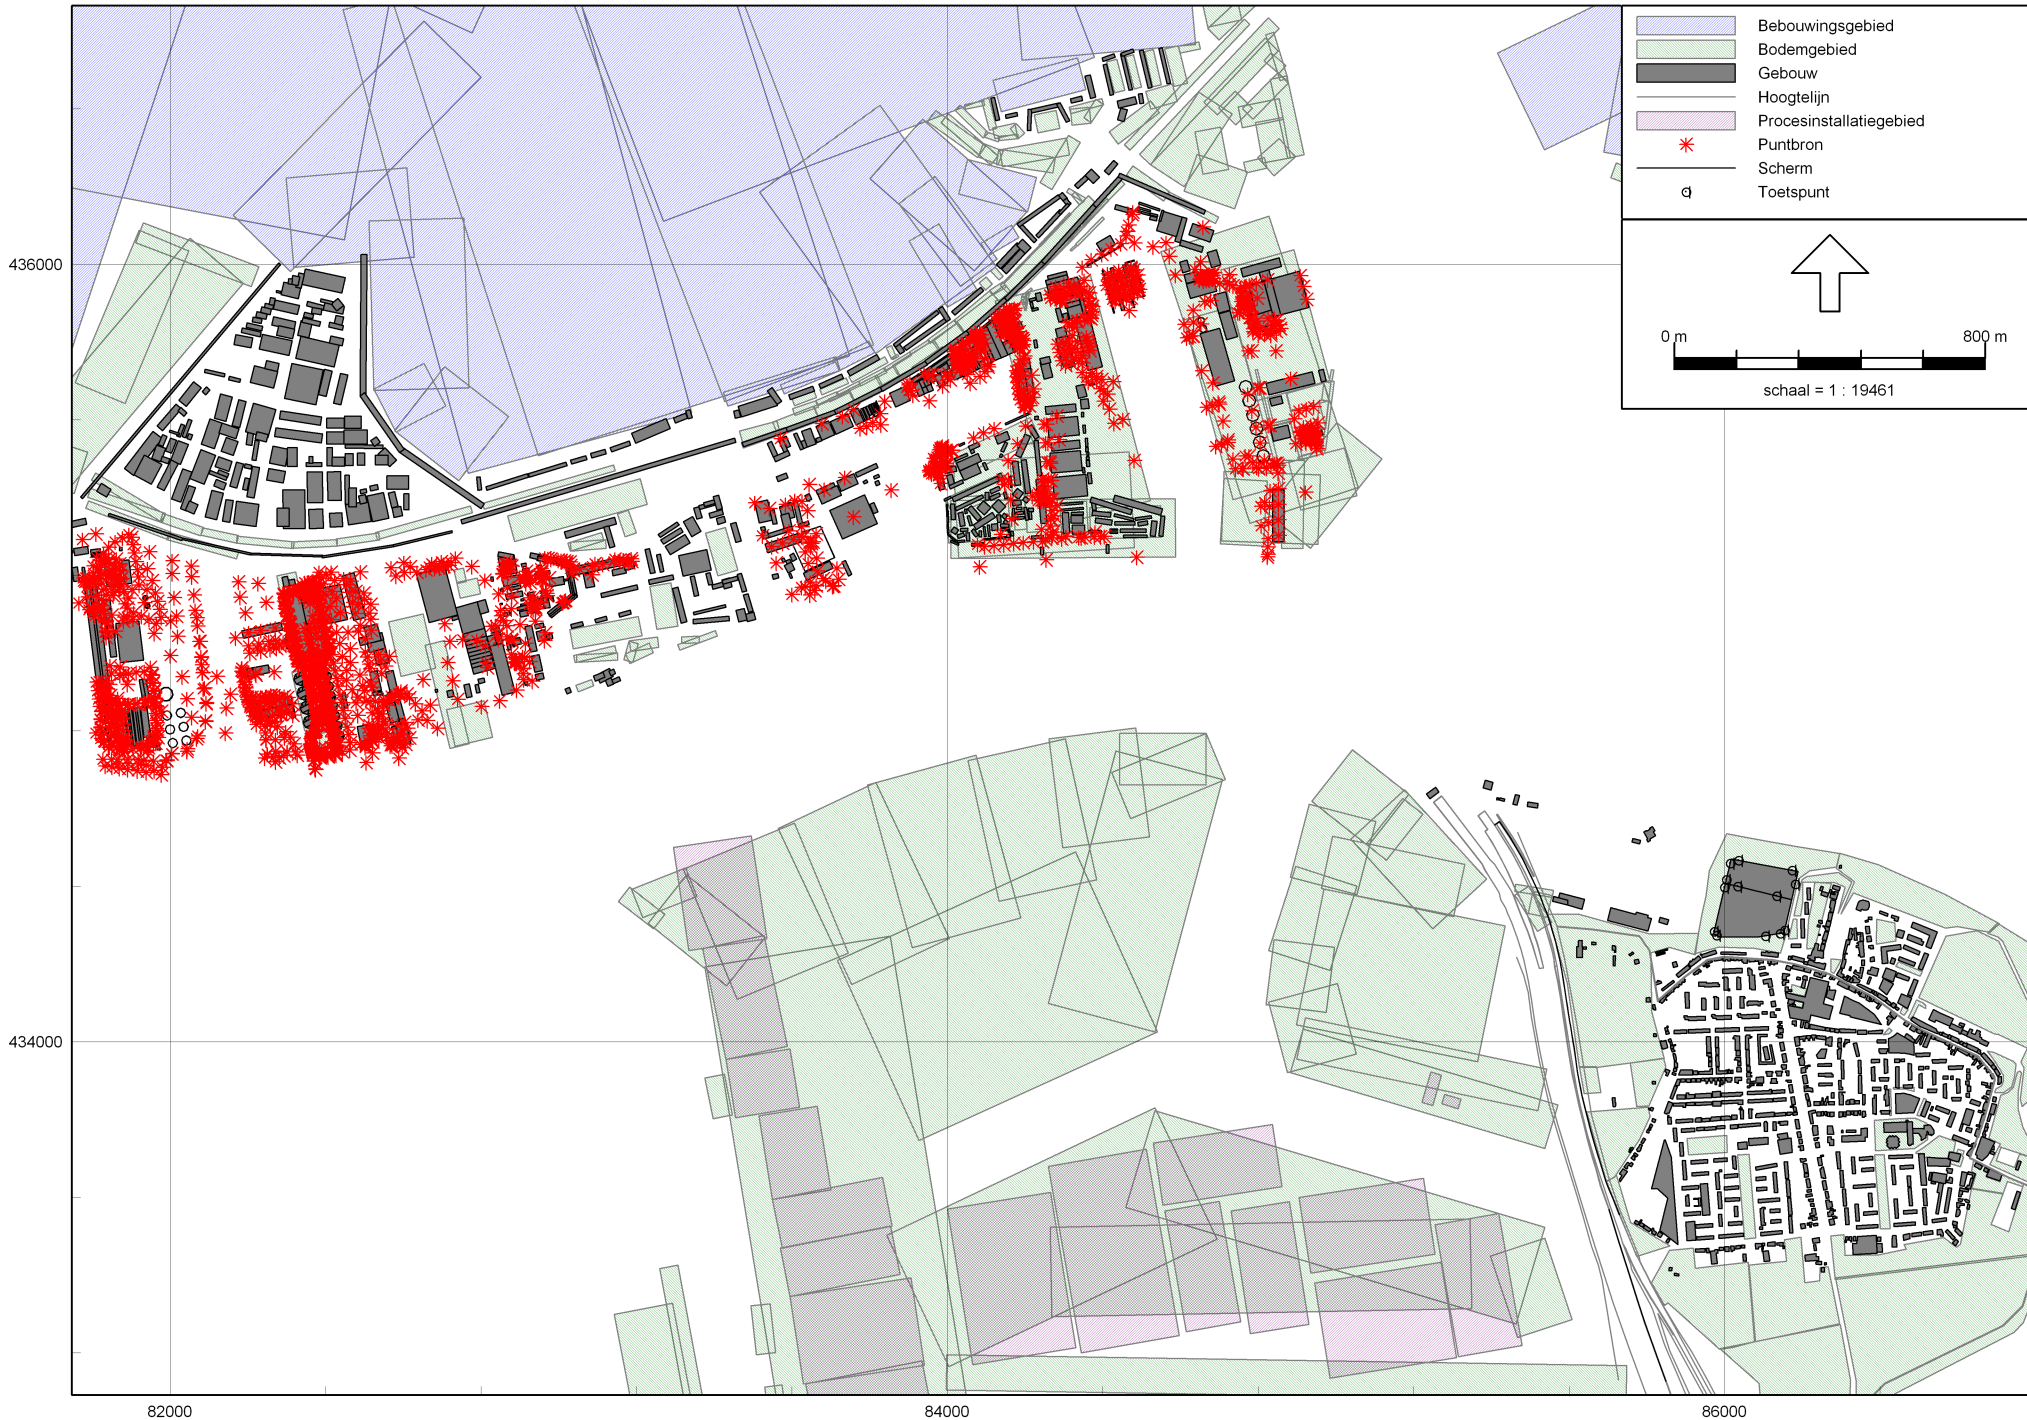 Bebouwingsgebied
Bodemgebied
Gebouw
Hoogtelijn
Procesinstallatiegebied
Puntbron
Scherm
Toetspunt
0 m 800 m
schaal = 1 : 19461
436000
434000
82000 84000 86000